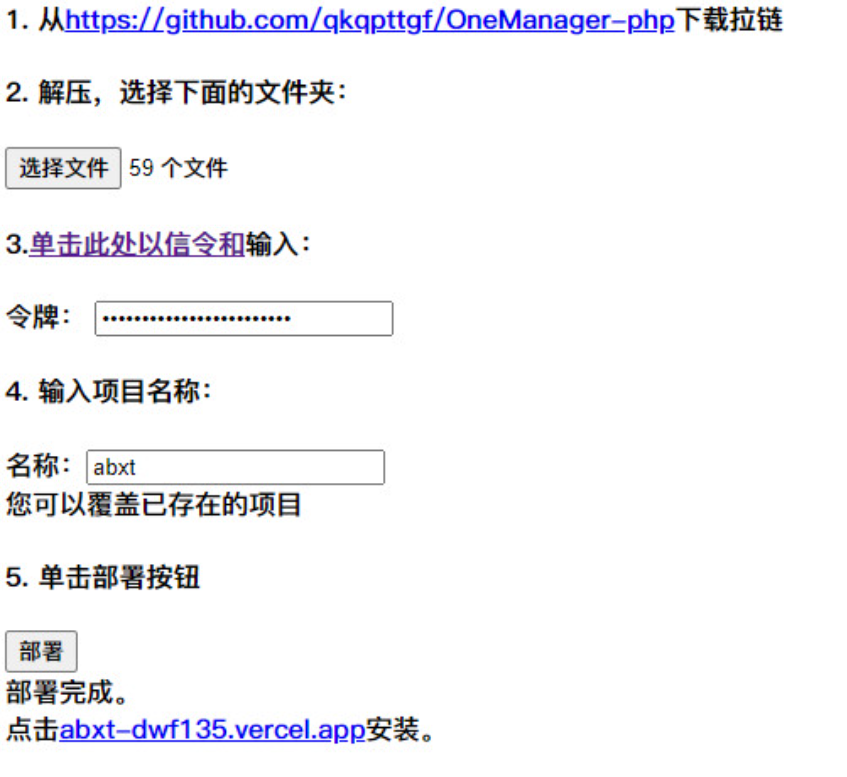 1. 从https://github.com/qkqpttgf/OneManager-php下载拉链
2. 解压，选择下面的文件夹：
选择文件 59 个文件
3.单击此处以信令和输入：
令牌： ••••••••••••••••••••••••
4. 输入项目名称：
名称： abxt
您可以覆盖已存在的项目
5. 单击部署按钮
部署
部署完成。
点击abxt-dwf135.vercel.app安装。